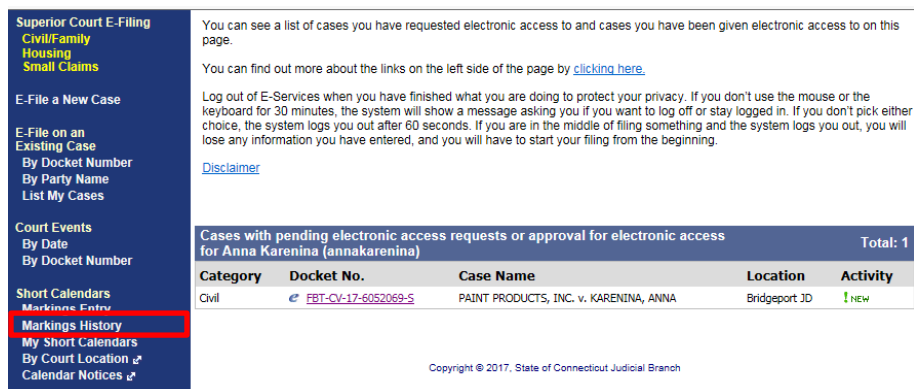 Superior Court E-Filing
Civil/Family
Housing
Small Claims
E-File a New Case
E-File on an
Existing Case
By Docket Number
By Party Name
List My Cases
Court Events
By Date
By Docket Number
Short Calendars
Markings Entry
Markings History
My Short Calendars
By Court Location
Calendar Notices
You can see a list of cases you have requested electronic access to and cases you have been given electronic access to on this
page.
You can find out more about the links on the left side of the page by clicking here.
Log out of E-Services when you have finished what you are doing to protect your privacy. If you don't use the mouse or the
keyboard for 30 minutes, the system will show a message asking you if you want to log off or stay logged in. If you don't pick either
choice, the system logs you out after 60 seconds. If you are in the middle of filing something and the system logs you out, you will
lose any information you have entered, and you will have to start your filing from the beginning.
Disclaimer
Cases with pending electronic access requests or approval for electronic access
for Anna Karenina (annakarenina) Total: 1
Category Docket No. Case Name Location Activity
Civil e FBT-CV-17-6052069-S PAINT PRODUCTS, INC. v. KARENINA, ANNA Bridgeport JD ! NEW
Copyright © 2017, State of Connecticut Judicial Branch